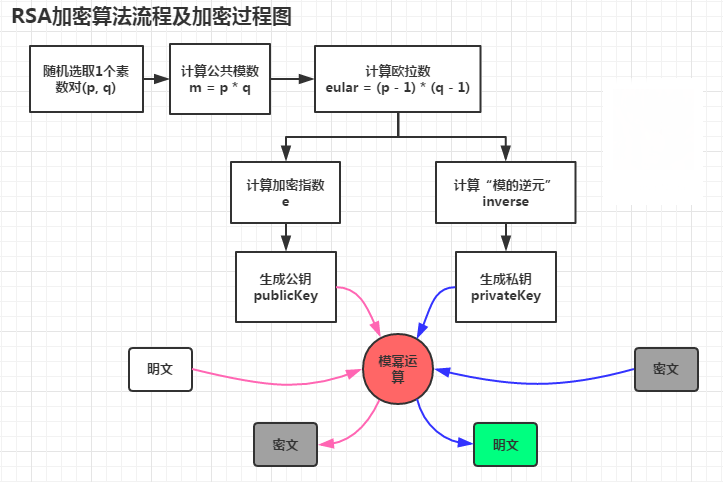 RSA加密算法流程及加密过程图
随机选取1个素
数对(p, q)
计算公共模数
m = p * q
计算欧拉数
eular = (p - 1) * (q - 1)
计算加密指数
e
计算“模的逆元”
inverse
生成公钥
publicKey
生成私钥
privateKey
明文
模幂运
算
密文
密文
明文